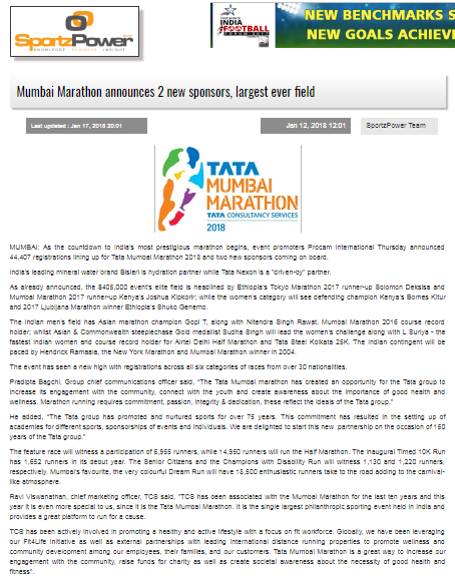 SportzPower
KNOWLEDGE BUSINESS INSIGHT
INDIA
FOOTBALL
NEW BENCHMARKS S
NEW GOALS ACHIEV
Mumbai Marathon announces 2 new sponsors, largest ever field
Last updated : Jan 17, 2018 20:01
Jan 12, 2018 12:01
SportzPower Team
TATA
MUMBAI
MARATHON
TATA CONSULTANCY SERVICES
2018
MUMBAI: As the countdown to India's most prestigious marathon begins, event promoters Procam International Thursday announced
44,407 registrations lining up for Tata Mumbai Marathon 2018 and two new sponsors coming on board.
India's leading mineral water brand Bisleri is hydration partner while Tata Nexon is a "driven-by" partner.
As already announced, the $405,000 event's elite field is headlined by Ethiopia's Tokyo Marathon 2017 runner-up Solomon Deksisa and
Mumbai Marathon 2017 runner-up Kenya's Joshua Kipkorir; while the women's category will see defending champion Kenya's Bornes Kitur
and 2017 Ljubljana Marathon winner Ethiopia's Shuko Genemo.
The Indian men's field has Asian marathon champion Gopi T, along with Nitendra Singh Rawat, Mumbai Marathon 2016 course record
holder; whilst Asian & Commonwealth steeplechase Gold medalist Sudha Singh will lead the women's challenge along with L Suriya - the
fastest Indian women and course record holder for Airtel Delhi Half Marathon and Tata Steel Kolkata 25K. The Indian contingent will be
paced by Hendrick Ramaala, the New York Marathon and Mumbai Marathon winner in 2004.
The event has seen a new high with registrations across all six categories of races from over 30 nationalities.
Pradipta Bagchi, Group chief communications officer said, "The Tata Mumbai marathon has created an opportunity for the Tata group to
increase its engagement with the community, connect with the youth and create awareness about the importance of good health and
wellness. Marathon running requires commitment, passion, integrity & dedication, these reflect the ideals of the Tata group."
He added, "The Tata group has promoted and nurtured sports for over 75 years. This commitment has resulted in the setting up of
academies for different sports, sponsorships of events and individuals. We are delighted to start this new partnership on the occasion of 150
years of the Tata group."
The feature race will witness a participation of 6,955 runners, while 14,950 runners will run the Half Marathon. The inaugural Timed 10K Run
has 1,652 runners in its debut year. The Senior Citizens and the Champions with Disability Run will witness 1,130 and 1,220 runners,
respectively. Mumbai's favourite, the very colourful Dream Run will have 18,500 enthusiastic runners take to the road adding to the carnival-
like atmosphere.
Ravi Viswanathan, chief marketing officer, TCS said, "TCS has been associated with the Mumbai Marathon for the last ten years and this
year it is even more special to us, since it is the Tata Mumbai Marathon. It is the single largest philanthropic sporting event held in India and
provides a great platform to run for a cause.
TCS has been actively involved in promoting a healthy and active lifestyle with a focus on fit workforce. Globally, we have been leveraging
our Fit4Life initiative as well as external partnerships with leading international distance running properties to promote wellness and
community development among our employees, their families, and our customers. Tata Mumbai Marathon is a great way to increase our
engagement with the community, raise funds for charity as well as create societal awareness about the necessity of good health and
fitness".